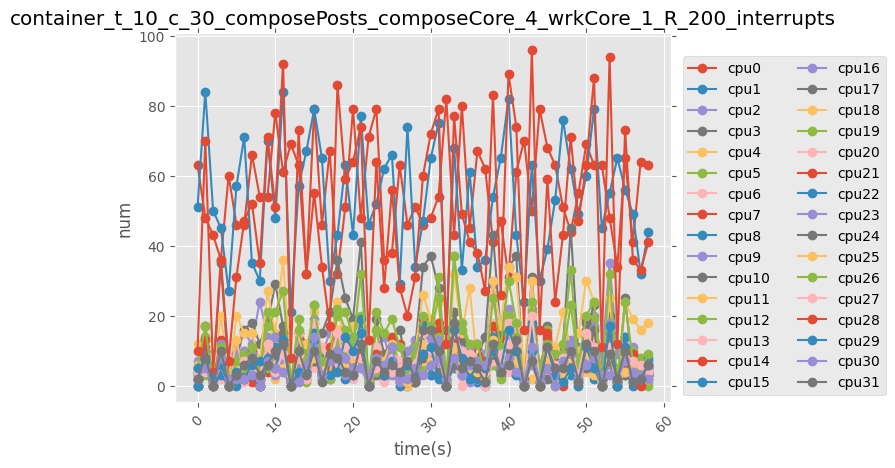 container_t_10_c_30_composePosts_composeCore_4_wrkCore_1_R_200_interrupts
100
80
60
40
20
0
num
0
10
20
30
40
50
60
time(s)
cpu0
cpu1
cpu2
cpu3
cpu4
cpu5
cpu6
cpu7
cpu8
cpu9
cpu10
cpu11
cpu12
cpu13
cpu14
cpu15
cpu16
cpu17
cpu18
cpu19
cpu20
cpu21
cpu22
cpu23
cpu24
cpu25
cpu26
cpu27
cpu28
cpu29
cpu30
cpu31